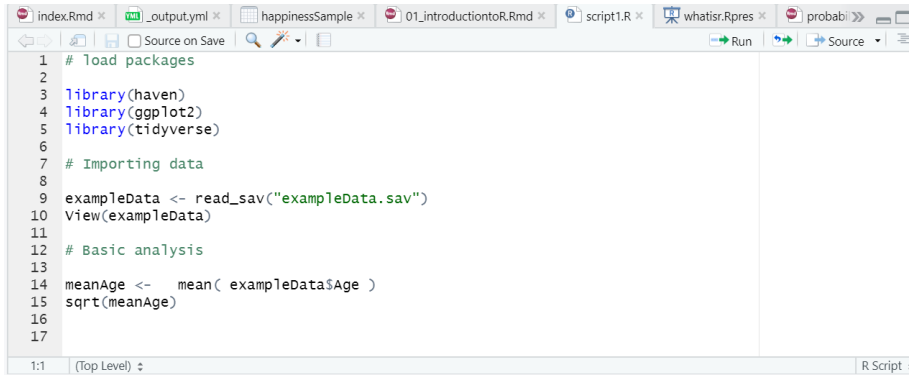 index.Rmd × _output.yml × happinessSample × 01_introductiontoR.Rmd × script1.R × whatisr.Rpres ×
Source on Save Run Source
1 # load packages
2
3 library(haven)
4 library(ggplot2)
5 library(tidyverse)
6
7 # Importing data
8
9 exampleData <- read_sav("exampleData.sav")
10 View(exampleData)
11
12 # Basic analysis
13
14 meanAge <-   mean( exampleData$Age )
15 sqrt(meanAge)
16
17
1:1 (Top Level) R Script